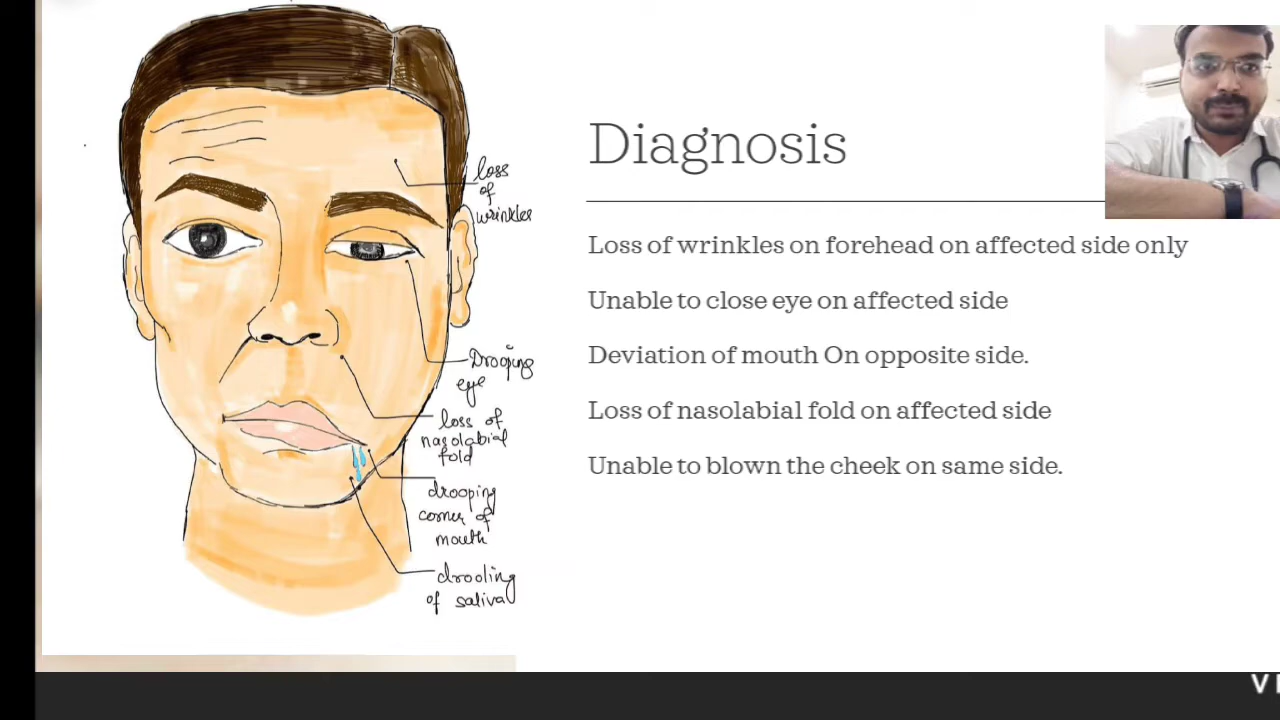 Diagnosis
Loss of wrinkles on forehead on affected side only
Unable to close eye on affected side
Deviation of mouth On opposite side.
Loss of nasolabial fold on affected side
Unable to blown the cheek on same side.
loss
of
wrinkles
Drooping
eye
loss of
nasolabial
fold
drooping
corner of
mouth
drooling
of saliva